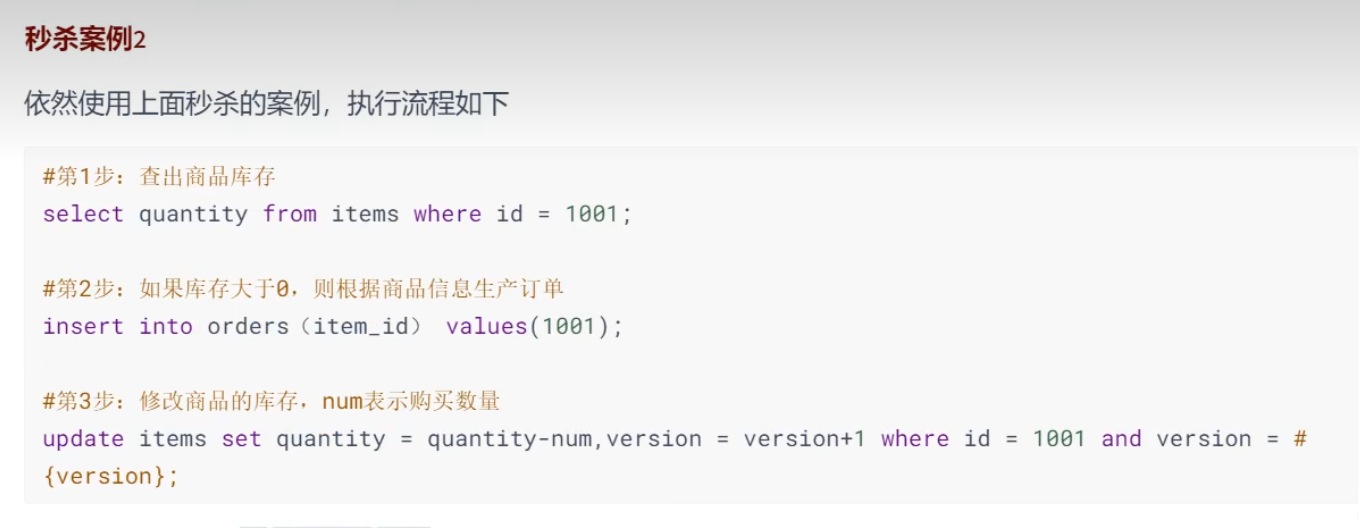 秒杀案例2
依然使用上面秒杀的案例，执行流程如下
#第1步：查出商品库存
select quantity from items where id = 1001;
#第2步：如果库存大于0，则根据商品信息生产订单
insert into orders（item_id） values(1001);
#第3步：修改商品的库存，num表示购买数量
update items set quantity = quantity-num,version = version+1 where id = 1001 and version = #
{version};